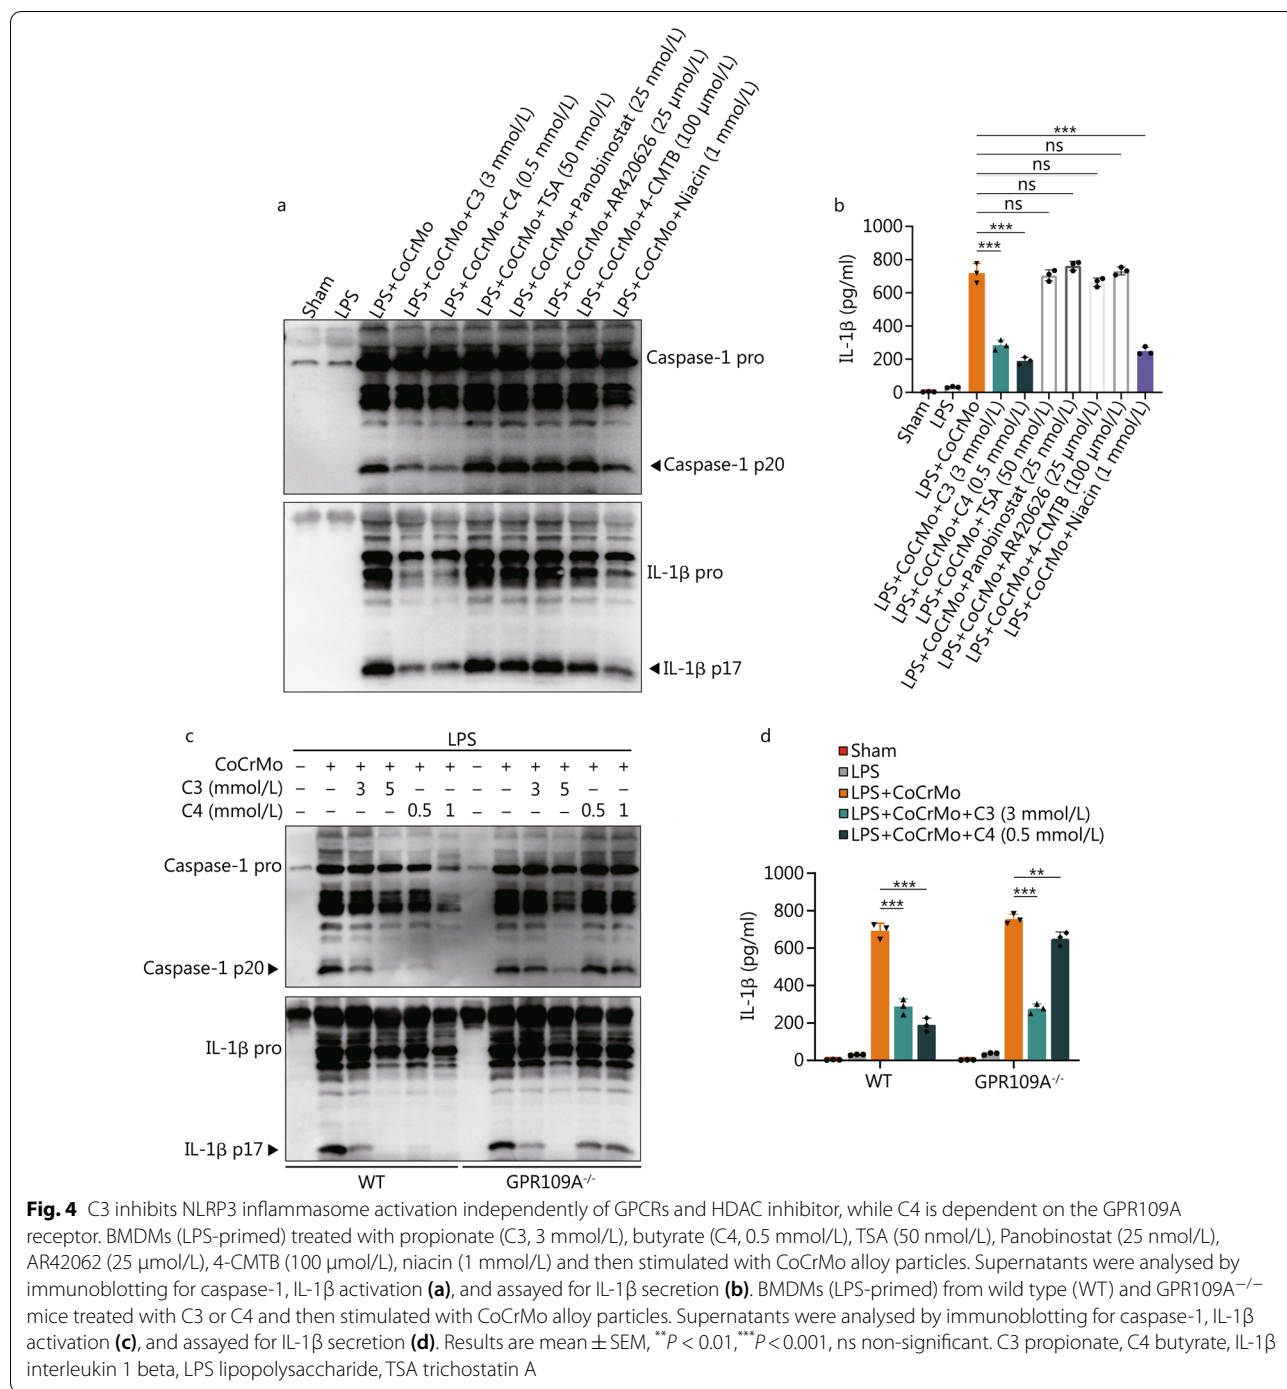 a
Sham
LPS
LPS+CoCrMo
LPS+CoCrMo+C3 (3 mmol/L)
LPS+CoCrMo+C4 (0.5 mmol/L)
LPS+CoCrMo+TSA (50 nmol/L)
LPS+CoCrMo+Panobinostat (25 nmol/L)
LPS+CoCrMo+AR420626 (25 μmol/L)
LPS+CoCrMo+4-CMTB (100 μmol/L)
LPS+CoCrMo+Niacin (1 mmol/L)
Caspase-1 pro
◄Caspase-1 p20
IL-1β pro
◄IL-1β p17
b
***
ns
ns
ns
ns
***
***
IL-1β (pg/ml)
1000
800
600
400
200
0
Sham
LPS
LPS+CoCrMo
LPS+CoCrMo+C3 (3 mmol/L)
LPS+CoCrMo+C4 (0.5 mmol/L)
LPS+CoCrMo+TSA (50 nmol/L)
LPS+CoCrMo+Panobinostat (25 nmol/L)
LPS+CoCrMo+AR420626 (25 μmol/L)
LPS+CoCrMo+4-CMTB (100 μmol/L)
LPS+CoCrMo+Niacin (1 mmol/L)
c
LPS
CoCrMo – + + + + + – + + + + +
C3 (mmol/L) – – 3 5 – – – – 3 5 – –
C4 (mmol/L) – – – – 0.5 1 – – – – 0.5 1
Caspase-1 pro
Caspase-1 p20►
IL-1β pro
IL-1β p17►
WT GPR109A-/-
d
Sham
LPS
LPS+CoCrMo
LPS+CoCrMo+C3 (3 mmol/L)
LPS+CoCrMo+C4 (0.5 mmol/L)
IL-1β (pg/ml)
1000
800
600
400
200
0
***
***
**
***
WT GPR109A-/-
Fig. 4 C3 inhibits NLRP3 inflammasome activation independently of GPCRs and HDAC inhibitor, while C4 is dependent on the GPR109A
receptor. BMDMs (LPS-primed) treated with propionate (C3, 3 mmol/L), butyrate (C4, 0.5 mmol/L), TSA (50 nmol/L), Panobinostat (25 nmol/L),
AR42062 (25 μmol/L), 4-CMTB (100 μmol/L), niacin (1 mmol/L) and then stimulated with CoCrMo alloy particles. Supernatants were analysed by
immunoblotting for caspase-1, IL-1β activation (a), and assayed for IL-1β secretion (b). BMDMs (LPS-primed) from wild type (WT) and GPR109A−/−
mice treated with C3 or C4 and then stimulated with CoCrMo alloy particles. Supernatants were analysed by immunoblotting for caspase-1, IL-1β
activation (c), and assayed for IL-1β secretion (d). Results are mean ± SEM, **P < 0.01,***P < 0.001, ns non-significant. C3 propionate, C4 butyrate, IL-1β
interleukin 1 beta, LPS lipopolysaccharide, TSA trichostatin A